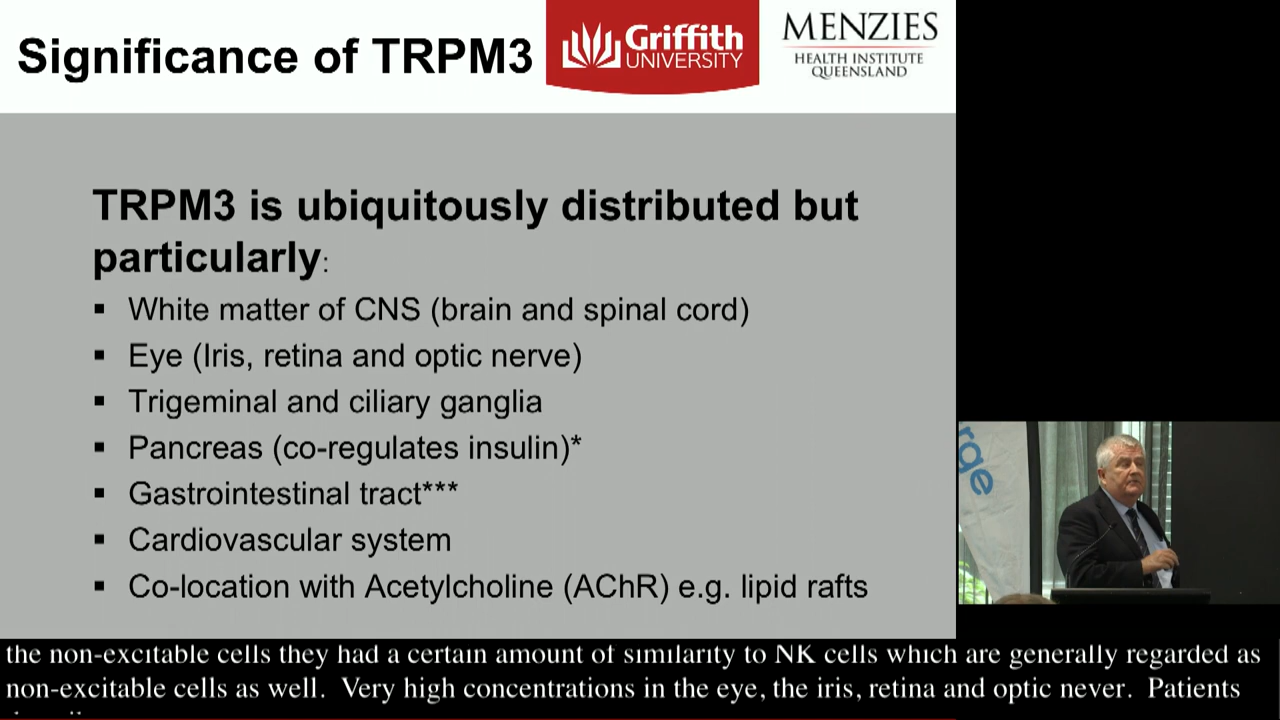 Significance of TRPM3
Griffith
UNIVERSITY
MENZIES
HEALTH INSTITUTE
QUEENSLAND
TRPM3 is ubiquitously distributed but
particularly:
▪ White matter of CNS (brain and spinal cord)
▪ Eye (Iris, retina and optic nerve)
▪ Trigeminal and ciliary ganglia
▪ Pancreas (co-regulates insulin)*
▪ Gastrointestinal tract***
▪ Cardiovascular system
▪ Co-location with Acetylcholine (AChR) e.g. lipid rafts
rge
the non-excitable cells they had a certain amount of similarity to NK cells which are generally regarded as
non-excitable cells as well. Very high concentrations in the eye, the iris, retina and optic never. Patients